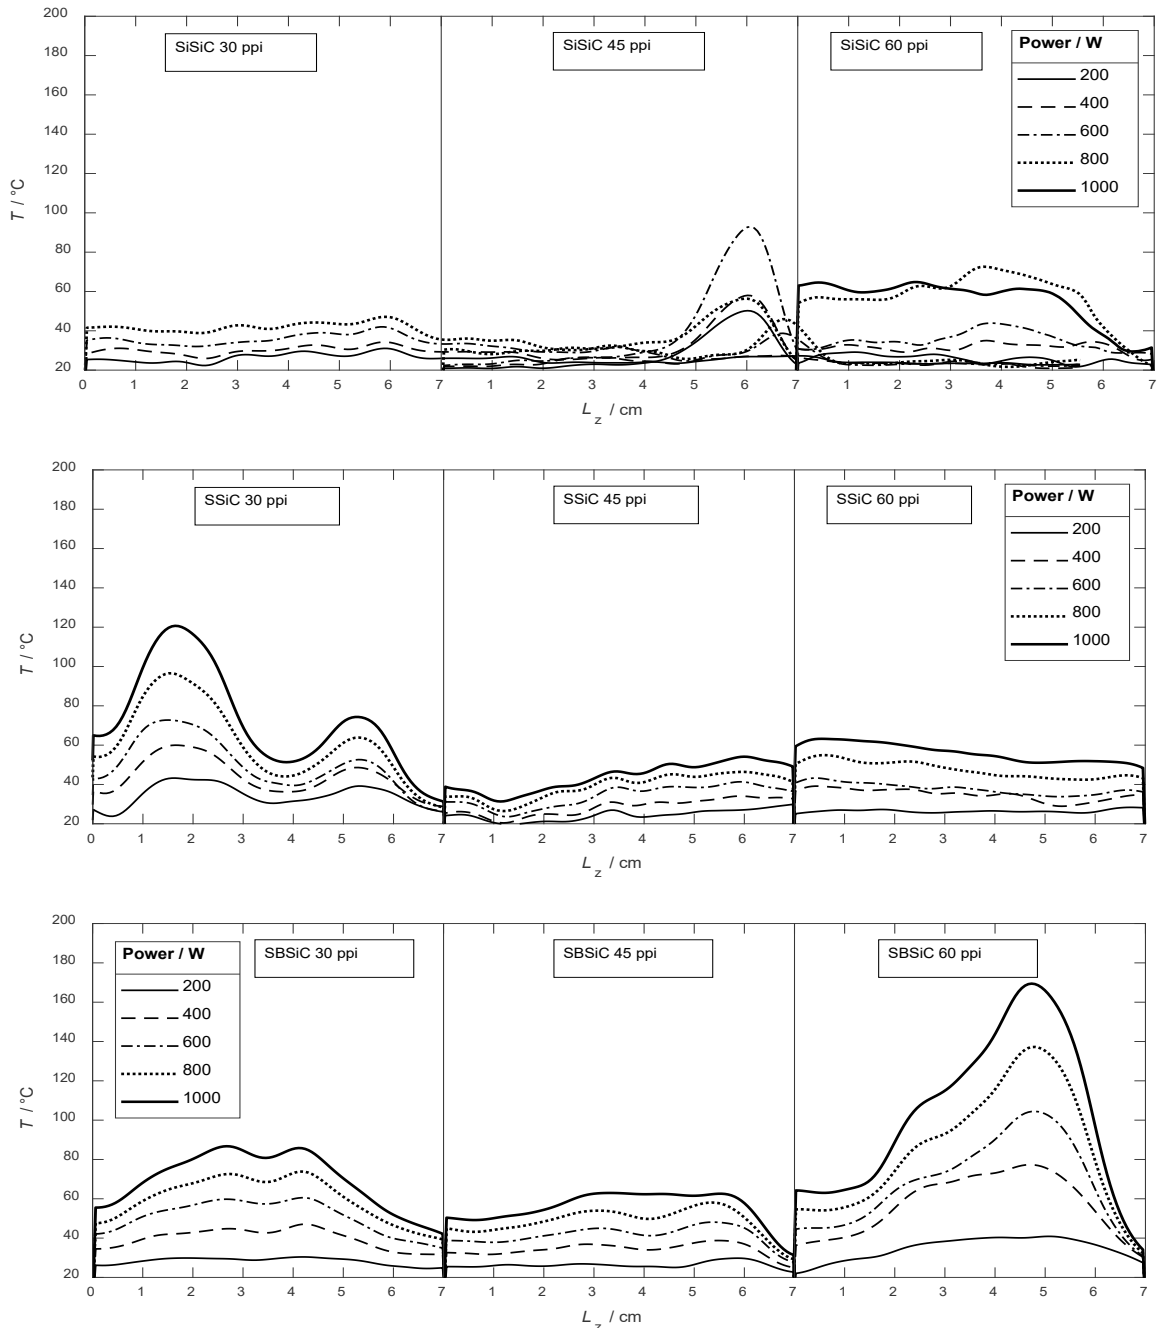 200
180
160
140
120
100
80
60
40
20
T / °C
SiSiC 30 ppi
SiSiC 45 ppi
SiSiC 60 ppi
Power / W
200
400
600
800
1000
0 1 2 3 4 5 6 7 1 2 3 4 5 6 7 1 2 3 4 5 6 7
L z / cm
200
180
160
140
120
100
80
60
40
20
T / °C
SSiC 30 ppi
SSiC 45 ppi
SSiC 60 ppi
Power / W
200
400
600
800
1000
0 1 2 3 4 5 6 7 1 2 3 4 5 6 7 1 2 3 4 5 6 7
L z / cm
200
180
160
140
120
100
80
60
40
20
T / °C
Power / W
200
400
600
800
1000
SBSiC 30 ppi
SBSiC 45 ppi
SBSiC 60 ppi
0 1 2 3 4 5 6 7 1 2 3 4 5 6 7 1 2 3 4 5 6 7
L z / cm